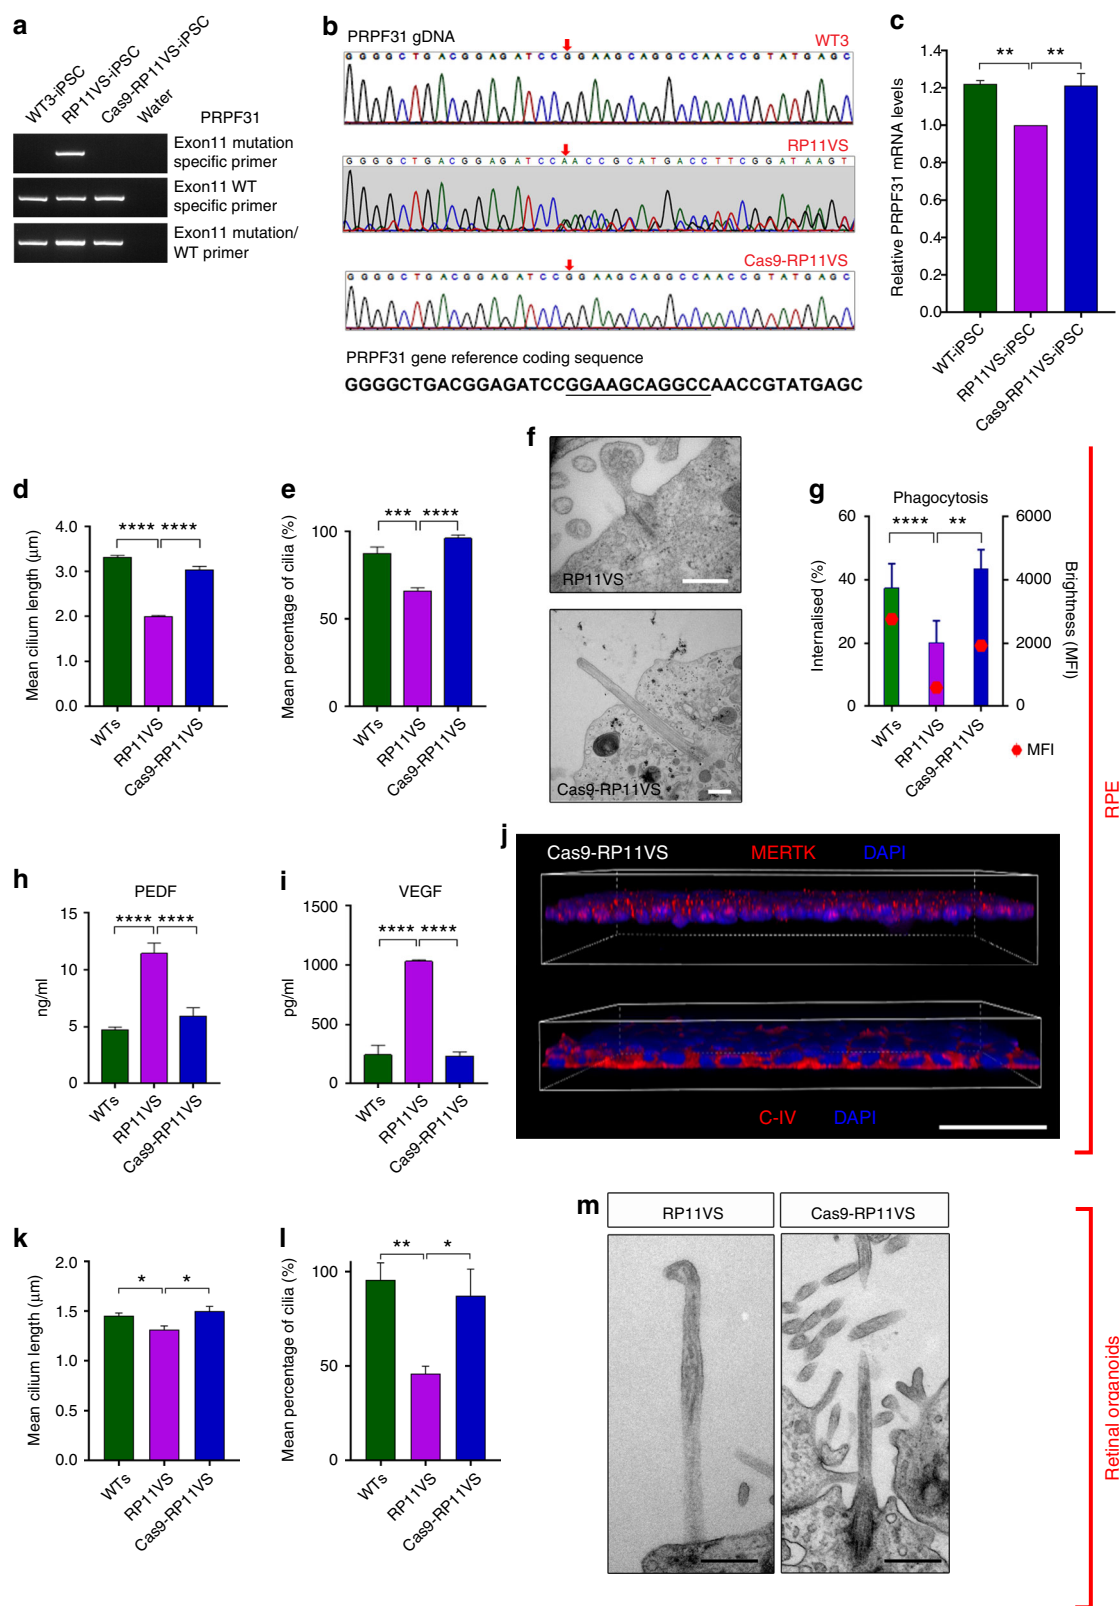 a
WT3-iPSC
RP11VS-iPSC
Cas9-RP11VS-iPSC
Water
PRPF31
Exon11 mutation
specific primer
Exon11 WT
specific primer
Exon11 mutation/
WT primer
b
PRPF31 gDNA
WT3
GGGGCTGACGGAGATCCGGAAGCAGGCCAACCGTATGAGC
RP11VS
GGGGCTGACGGAGATCCAACCGCATGACCTTCGGATAAGT
Cas9-RP11VS
GGGGCTGACGGAGATCCGGAAGCAGGCCAACCGTATGAGC
PRPF31 gene reference coding sequence
GGGGCTGACGGAGATCCGGAAGCAGGCCAACCGTATGAGC
c
Relative PRPF31 mRNA levels
1.4
1.2
1.0
0.8
0.6
0.4
0.2
0.0
** **
WT-iPSC
RP11VS-iPSC
Cas9-RP11VS-iPSC
d
Mean cilium length (μm)
4.0
3.0
2.0
1.0
0.0
**** ****
WTs
RP11VS
Cas9-RP11VS
e
Mean percentage of cilia (%)
100
50
0
*** ****
WTs
RP11VS
Cas9-RP11VS
f
RP11VS
Cas9-RP11VS
g
Phagocytosis
Internalised (%)
60
40
20
0
**** **
6000
4000
2000
0
Brightness (MFI)
WTs
RP11VS
Cas9-RP11VS
MFI
RPE
h
PEDF
ng/ml
15
10
5
0
**** ****
WTs
RP11VS
Cas9-RP11VS
i
VEGF
pg/ml
1500
1000
500
0
**** ****
WTs
RP11VS
Cas9-RP11VS
j
Cas9-RP11VS MERTK DAPI
C-IV DAPI
k
Mean cilium length (μm)
2.0
1.5
1.0
0.5
0.0
* *
WTs
RP11VS
Cas9-RP11VS
l
Mean percentage of cilia (%)
100
50
0
** *
WTs
RP11VS
Cas9-RP11VS
m
RP11VS
Cas9-RP11VS
Retinal organoids